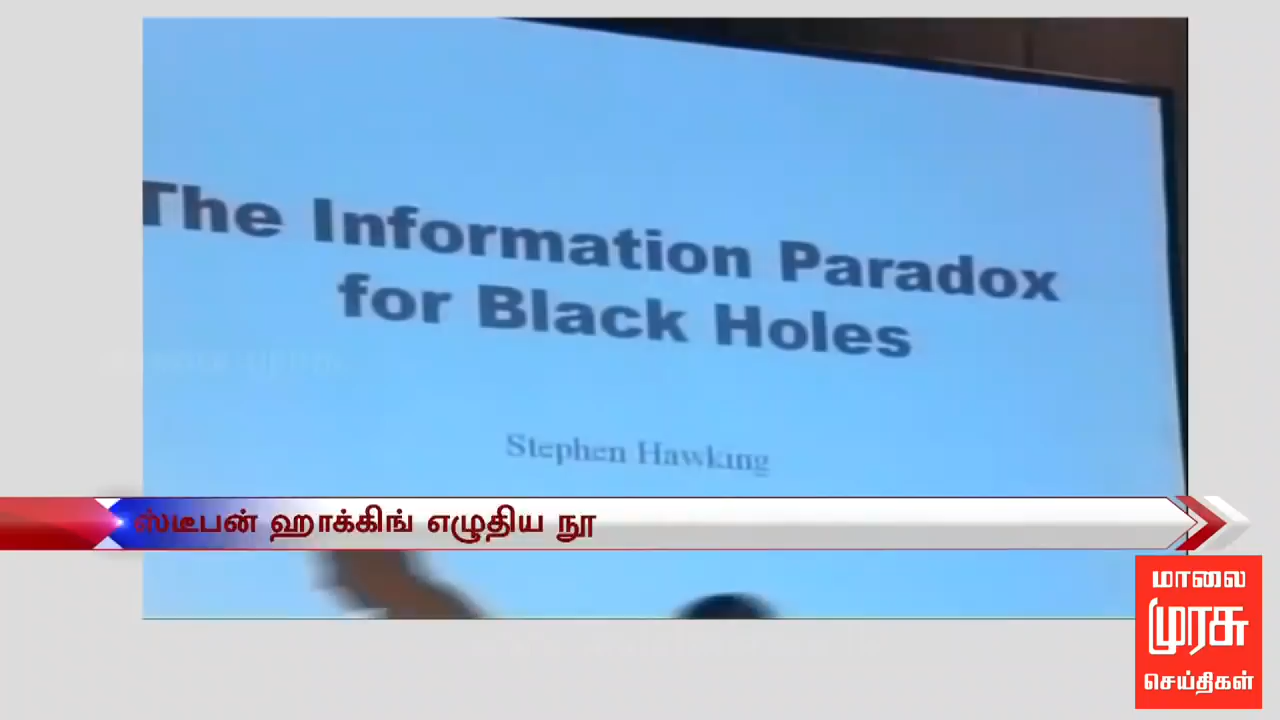 The Information Paradox
for Black Holes
Stephen Hawking
ஸ்டீபன் ஹாக்கிங் எழுதிய நூ
மாலை
முரசு
செய்திகள்